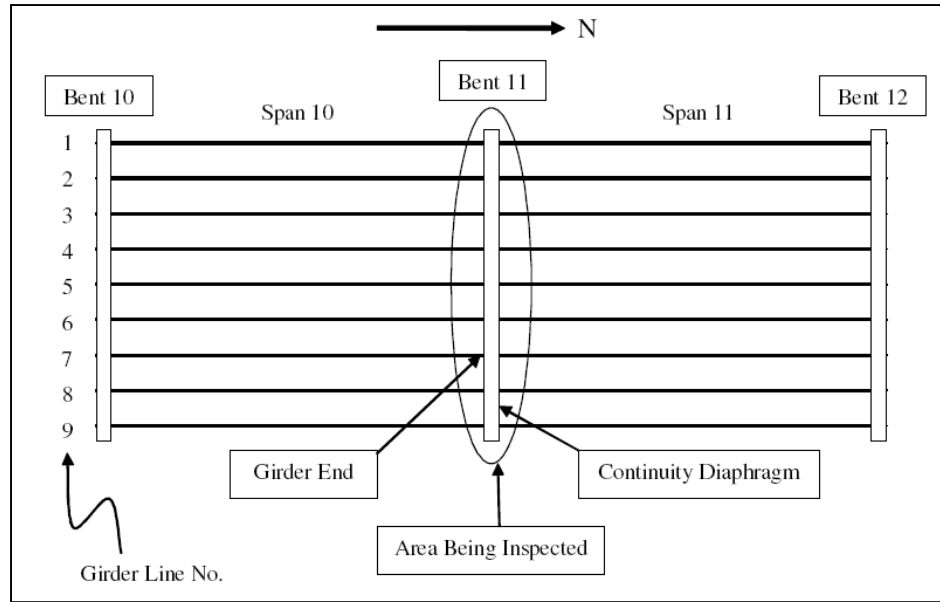 N
Bent 10
Bent 11
Bent 12
Span 10
Span 11
1
2
3
4
5
6
7
8
9
Girder End
Continuity Diaphragm
Area Being Inspected
Girder Line No.